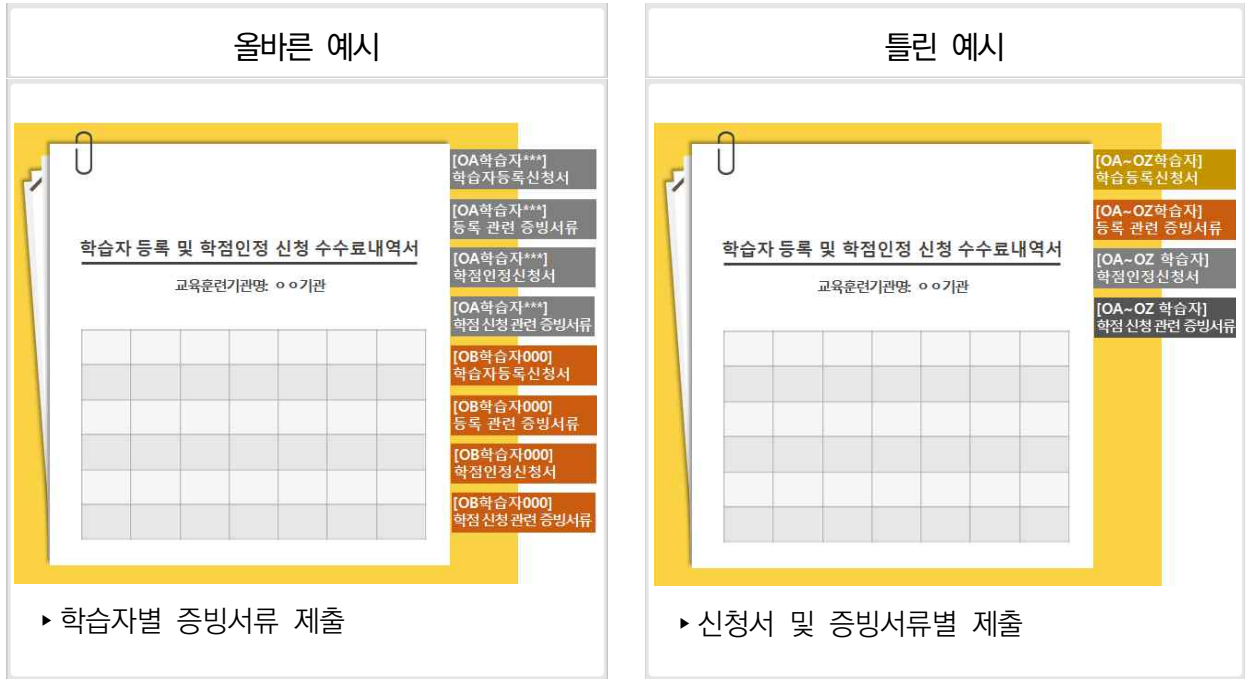 올바른 예시
[OA학습자***]
학습자등록신청서
[OA학습자***]
등록 관련 증빙서류
학습자 등록 및 학점인정 신청 수수료내역서
[OA학습자***]
학점인정신청서
교육훈련기관명: ㅇㅇ기관
[OA학습자***]
학점 신청 관련 증빙서류
[OB학습자000]
학습자등록신청서
[OB학습자000]
등록 관련 증빙서류
[OB학습자000]
학점인정신청서
[OB학습자000]
학점 신청 관련 증빙서류
▸학습자별 증빙서류 제출
틀린 예시
[OA~OZ학습자]
학습등록신청서
[OA~OZ학습자]
등록 관련 증빙서류
학습자 등록 및 학점인정 신청 수수료내역서
[OA~OZ 학습자]
학점인정신청서
교육훈련기관명: ㅇㅇ기관
[OA~OZ 학습자]
학점 신청 관련 증빙서류
▸신청서 및 증빙서류별 제출